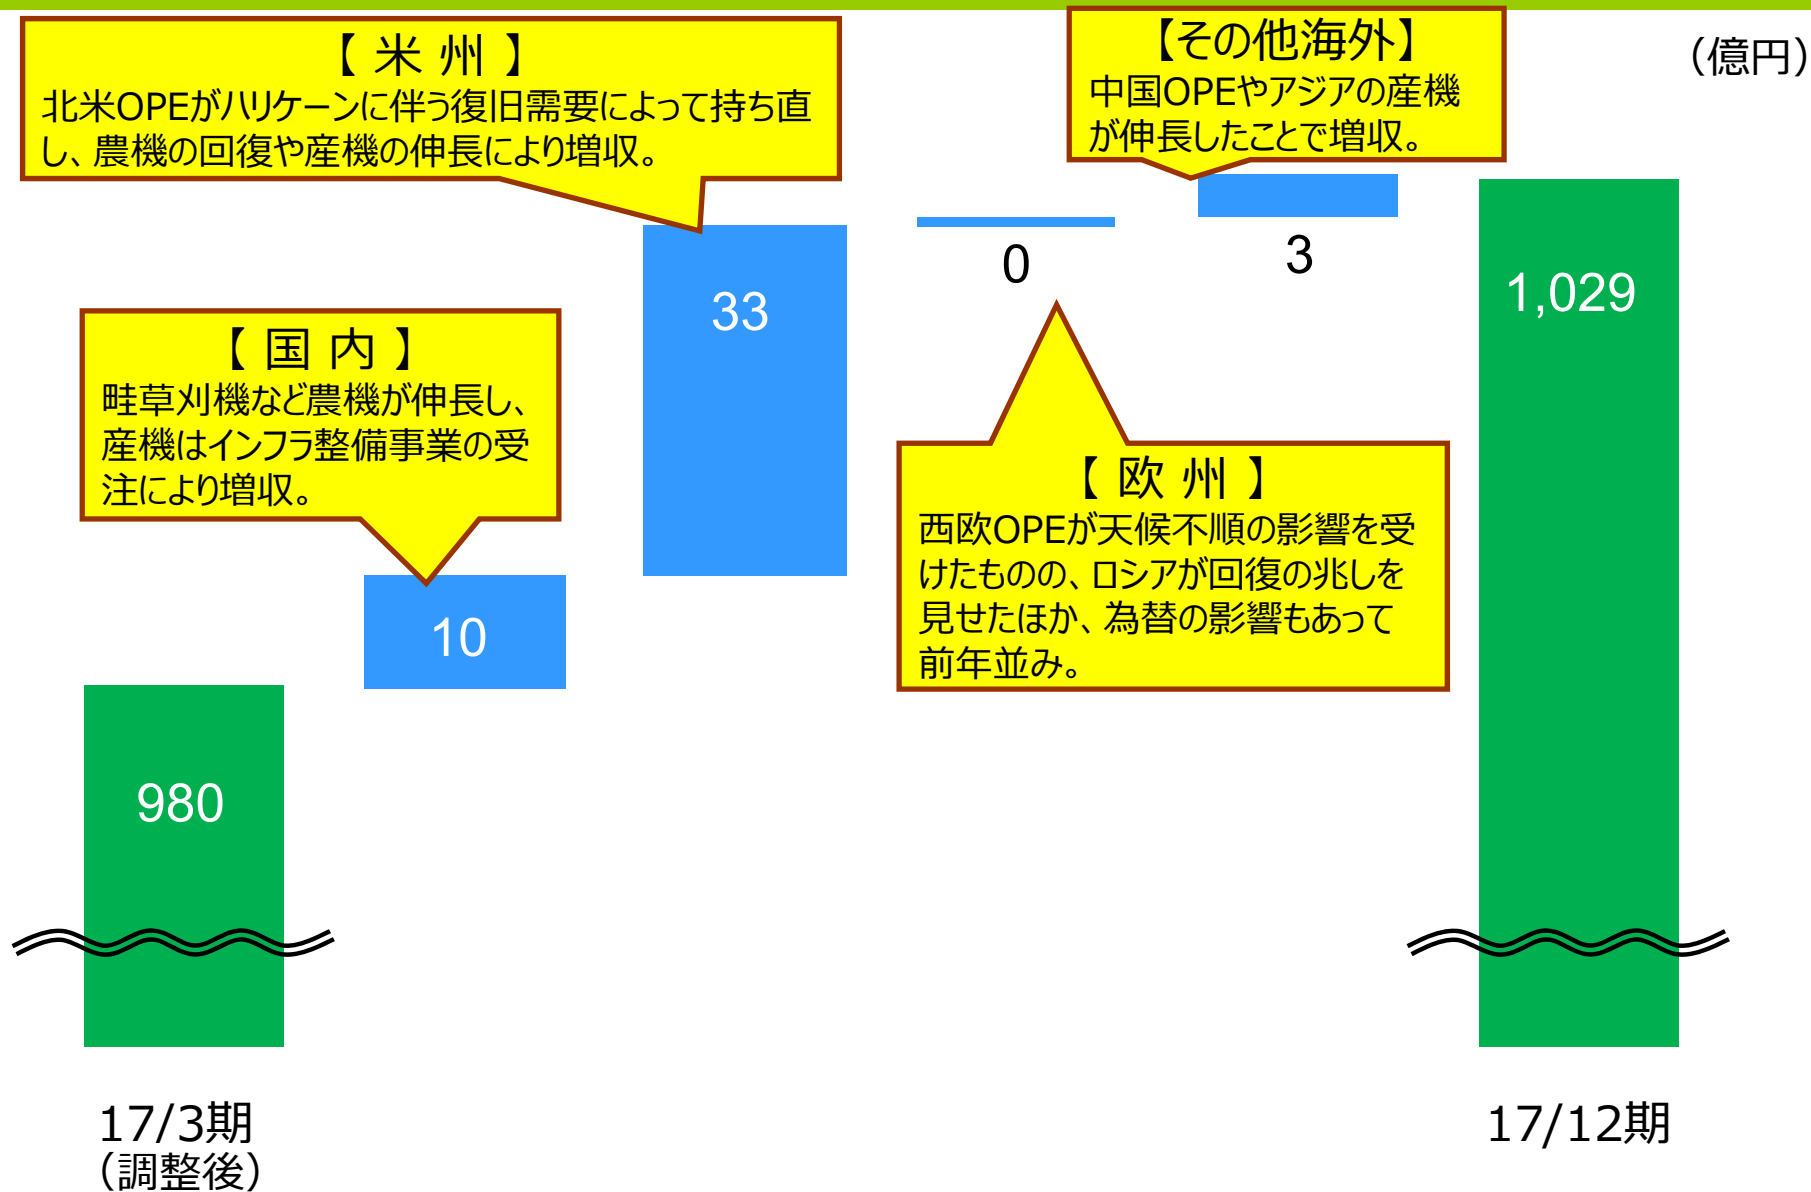 (億円)
【 米 州 】
北米OPEがハリケーンに伴う復旧需要によって持ち直
し、農機の回復や産機の伸長により増収。
【その他海外】
中国OPEやアジアの産機
が伸長したことで増収。
【 国 内 】
畦草刈機など農機が伸長し、
産機はインフラ整備事業の受
注により増収。
【 欧 州 】
西欧OPEが天候不順の影響を受
けたものの、ロシアが回復の兆しを
見せたほか、為替の影響もあって
前年並み。
980
10
33
0
3
1,029
17/3期
(調整後)
17/12期